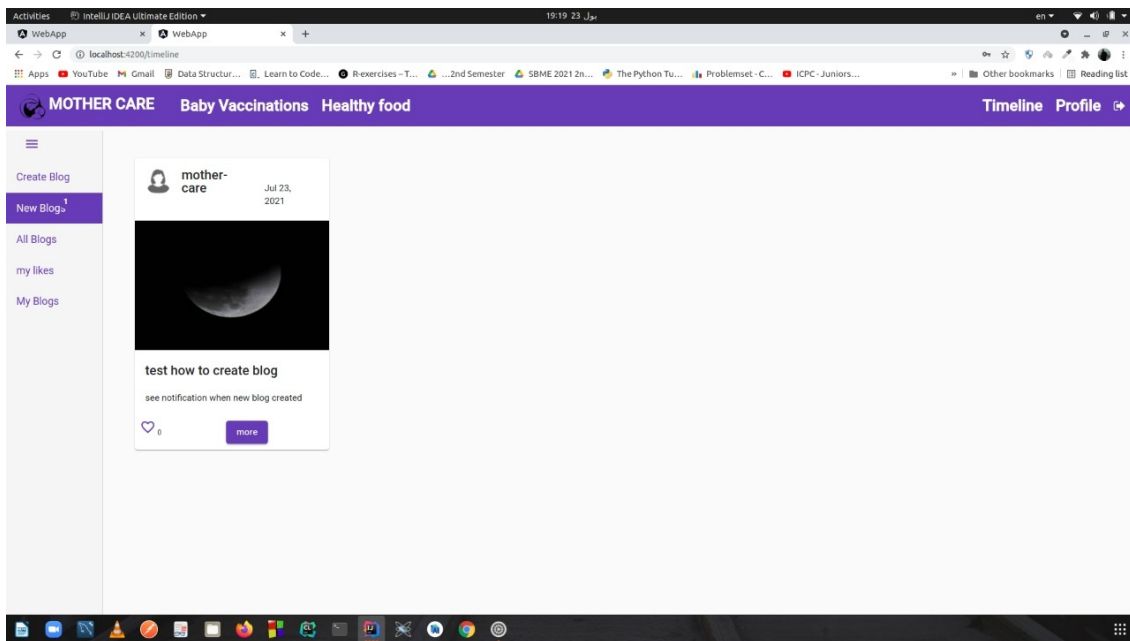 Activities IntelliJ IDEA Ultimate Edition 19:19 23 يول en
WebApp WebApp
localhost:4200/timeline
Apps YouTube Gmail Data Structur... Learn to Code... R-exercises – T... ...2nd Semester SBME 2021 2n... The Python Tu... Problemset - C... ICPC - Juniors... » Other bookmarks Reading list
MOTHER CARE Baby Vaccinations Healthy food Timeline Profile
Create Blog
New Blogs 1
All Blogs
my likes
My Blogs
mother-
care
Jul 23,
2021
test how to create blog
see notification when new blog created
0 more